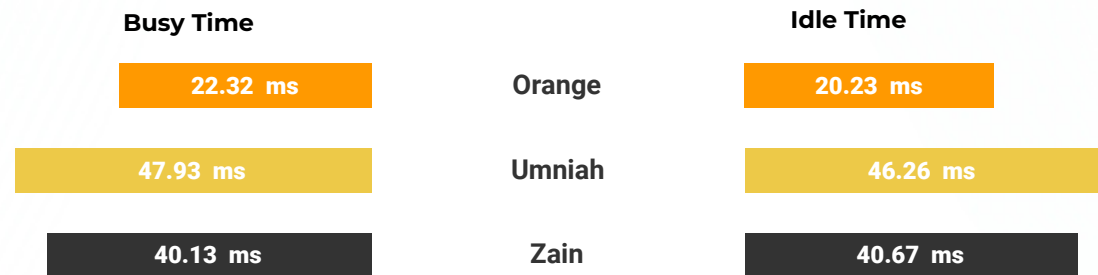 Busy Time
Idle Time
22.32 ms
Orange
20.23 ms
47.93 ms
Umniah
46.26 ms
40.13 ms
Zain
40.67 ms